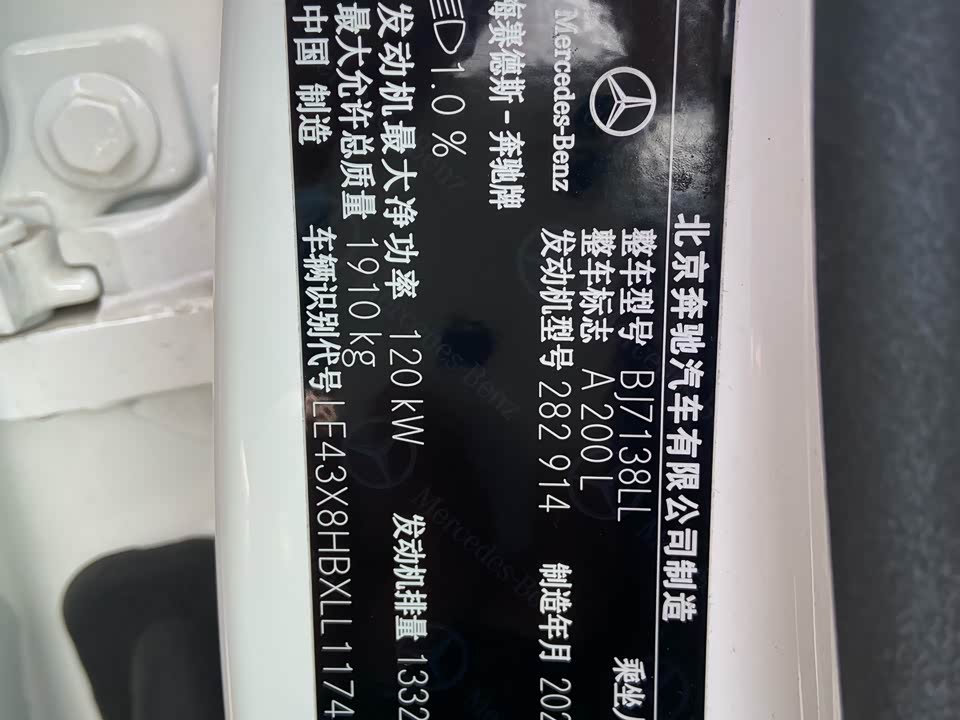 北京奔驰汽车有限公司制造
Mercedes-Benz
整车型号 BJ7138LL 乘坐
整车标志 A 200 L
发动机型号 282 914 制造年月 202
梅赛德斯-奔驰牌
1.0 %
发动机最大净功率 120 kW 发动机排量 1332
最大允许总质量 1910 kg
中国 制造 车辆识别代号 LE43X8HBXLL1174